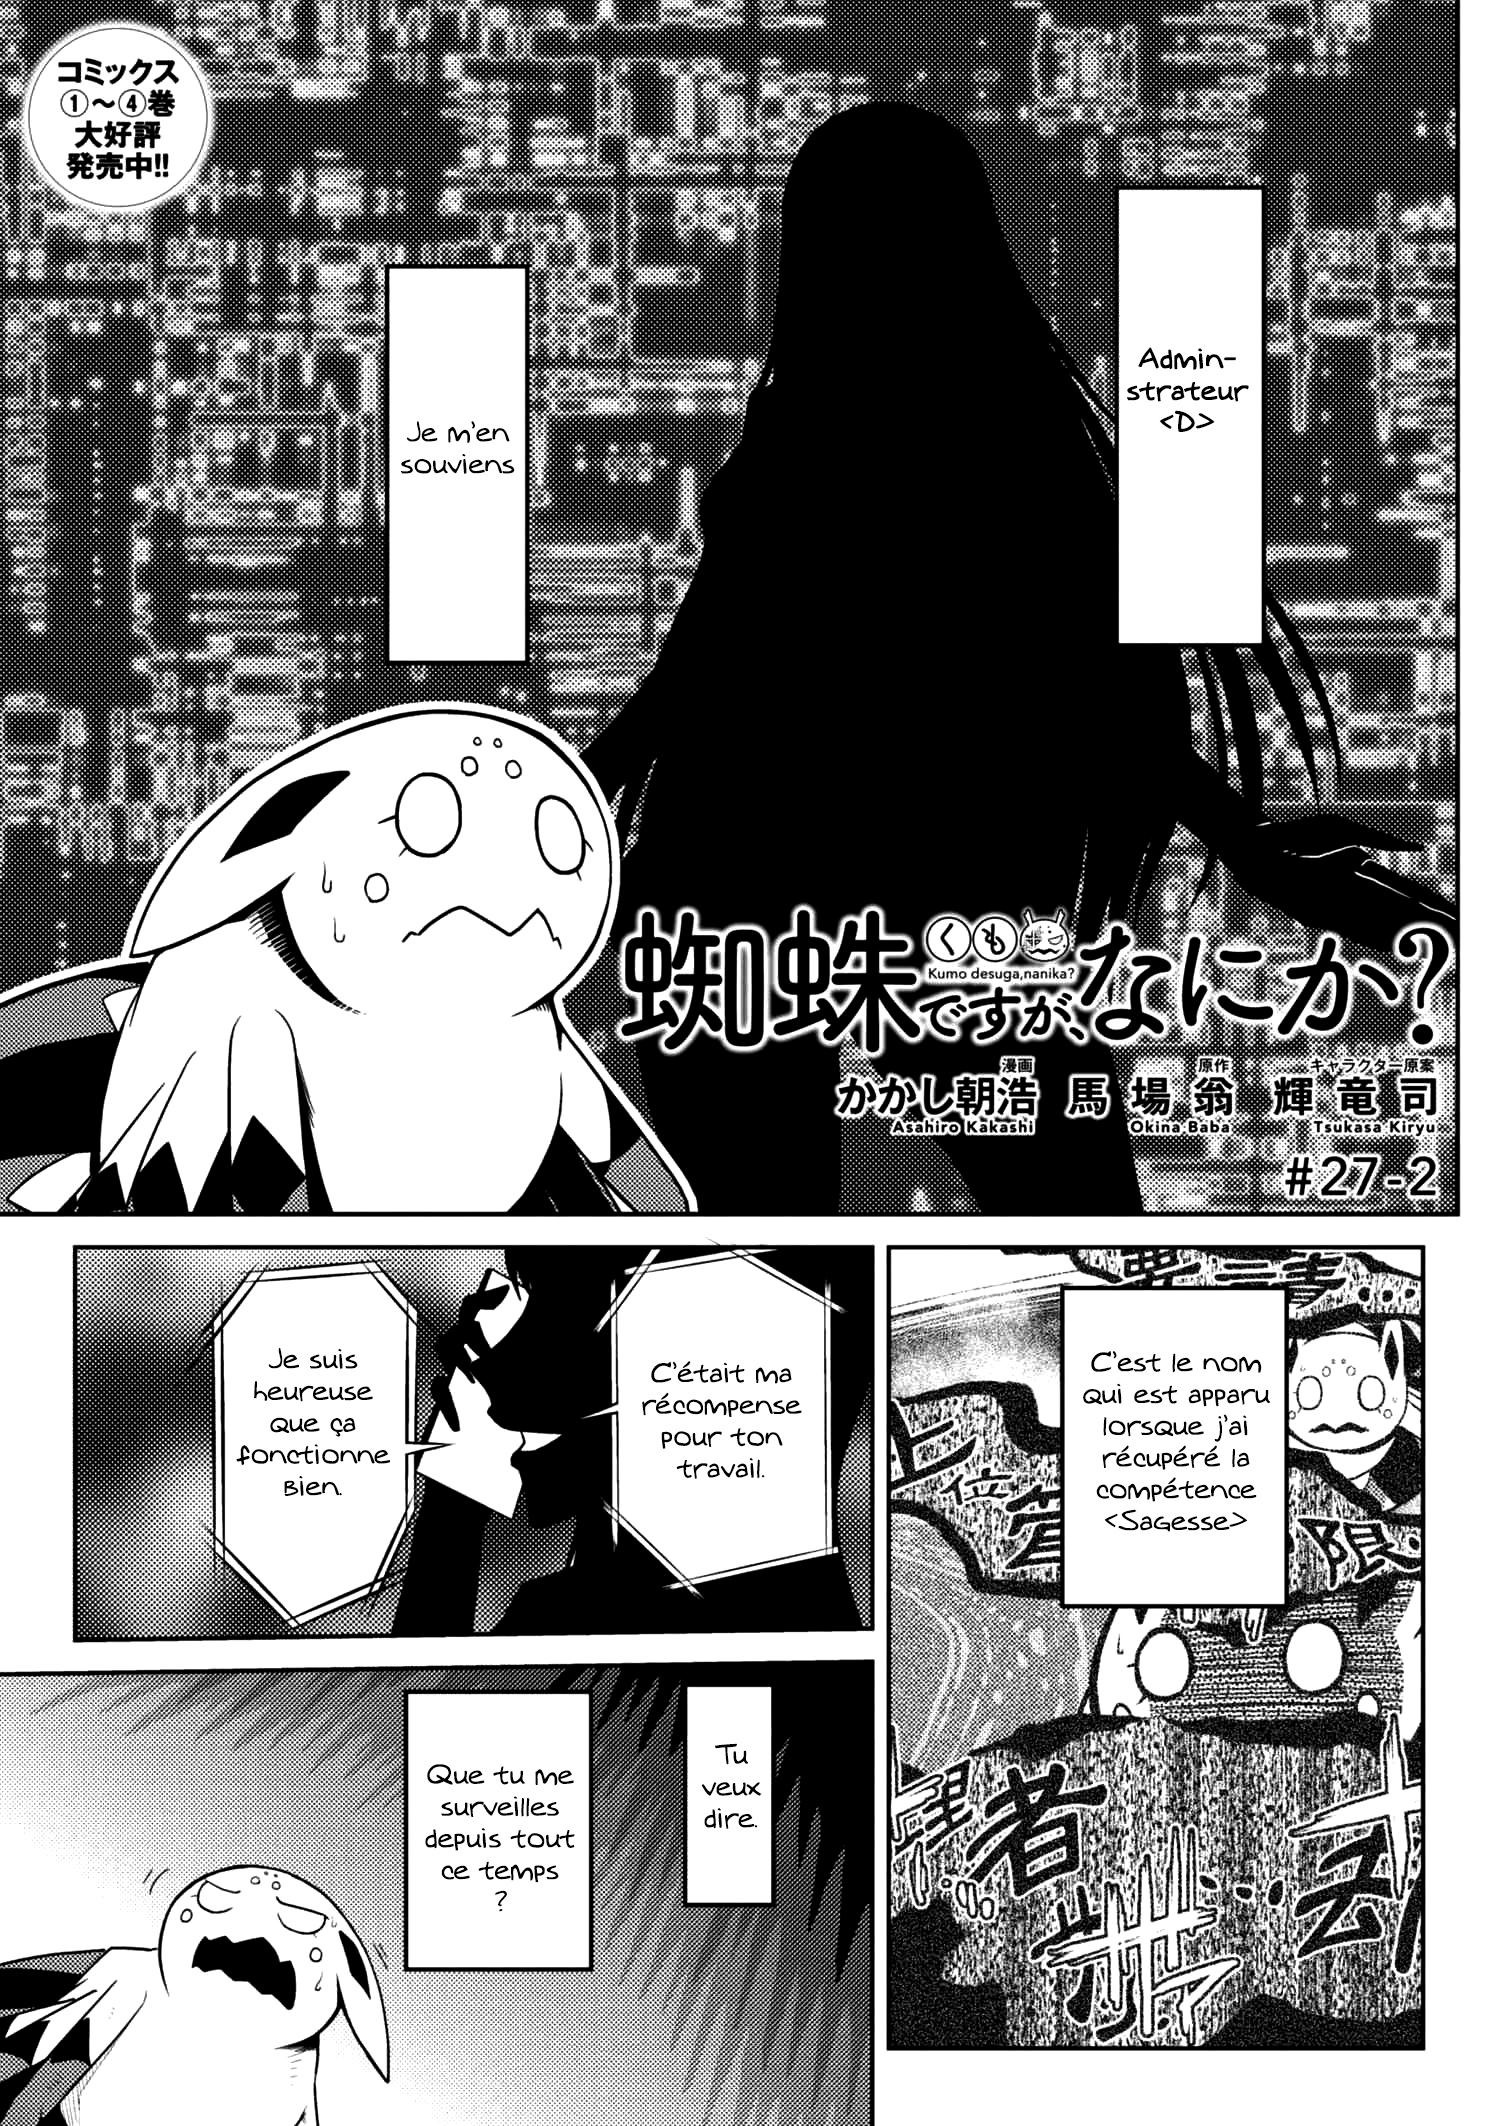 コミックス
①～④巻
大好評
発売中!!
Admin-
strateur
<D>
Je m'en
souviens
くも
Kumo desuga,nanika?
蜘蛛ですが、なにか?
漫画
かかし朝浩
Asahiro Kakashi
原作
馬場翁
Okina Baba
キャラクター原案
輝竜司
Tsukasa Kiryu
#27-2
C'est le nom
qui est apparu
lorsque j'ai
récupéré la
compétence
<Sagesse>
上位管
限
者
C'était ma
récompense
pour ton
travail.
Je suis
heureuse
que ça
fonctionne
bien.
Tu
veux
dire.
Que tu me
surveilles
depuis tout
ce temps
?